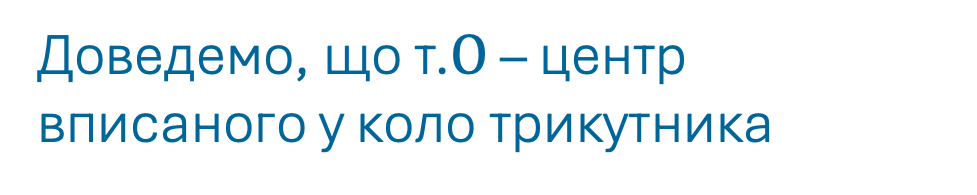 Доведемо, що т.O – центр
вписаного у коло трикутника